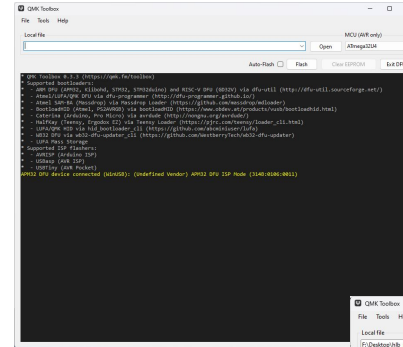 QMK Toolbox
File Tools Help
Local file
MCU (AVR only)
Open ATmega32U4
Auto-Flash Flash Clear EEPROM Exit DF
* QMK Toolbox 0.3.3 (https://qmk.fm/toolbox)
* Supported bootloaders:
* - ARM DFU (APM32, Kiibohd, STM32, STM32duino) and RISC-V DFU (GD32V) via dfu-util (http://dfu-util.sourceforge.net/)
* - Atmel/LUFA/QMK DFU via dfu-programmer (http://dfu-programmer.github.io/)
* - Atmel SAM-BA (Massdrop) via Massdrop Loader (https://github.com/massdrop/mdloader)
* - BootloadHID (Atmel, PS2AVRGB) via bootloadHID (https://www.obdev.at/products/vusb/bootloadhid.html)
* - Caterina (Arduino, Pro Micro) via avrdude (http://nongnu.org/avrdude/)
* - HalfKay (Teensy, Ergodox EZ) via Teensy Loader (https://pjrc.com/teensy/loader_cli.html)
* - LUFA/QMK HID via hid_bootloader_cli (https://github.com/abcminiuser/lufa)
* - WB32 DFU via wb32-dfu-updater_cli (https://github.com/WestberryTech/wb32-dfu-updater)
* - LUFA Mass Storage
* Supported ISP flashers:
* - AVRISP (Arduino ISP)
* - USBasp (AVR ISP)
* - USBTiny (AVR Pocket)
APM32 DFU device connected (WinUSB): (Undefined Vendor) APM32 DFU ISP Mode (314B:0106:0011)
QMK Toolbox
File Tools H
Local file
F:\Desktop\hlb